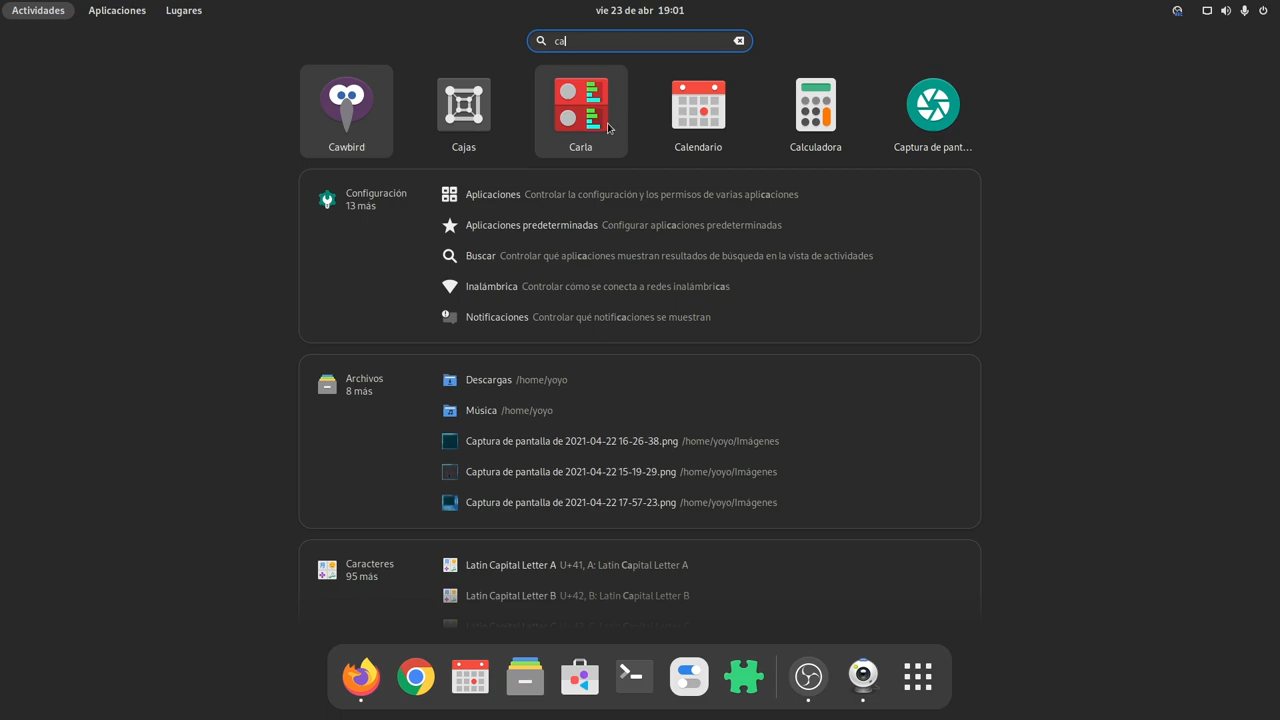 Actividades Aplicaciones Lugares vie 23 de abr 19:01
ca
Cawbird Cajas Carla Calendario Calculadora Captura de pant...
Configuración
13 más
Aplicaciones Controlar la configuración y los permisos de varias aplicaciones
Aplicaciones predeterminadas Configurar aplicaciones predeterminadas
Buscar Controlar qué aplicaciones muestran resultados de búsqueda en la vista de actividades
Inalámbrica Controlar cómo se conecta a redes inalámbricas
Notificaciones Controlar qué notificaciones se muestran
Archivos
8 más
Descargas /home/yoyo
Música /home/yoyo
Captura de pantalla de 2021-04-22 16-26-38.png /home/yoyo/Imágenes
Captura de pantalla de 2021-04-22 15-19-29.png /home/yoyo/Imágenes
Captura de pantalla de 2021-04-22 17-57-23.png /home/yoyo/Imágenes
Caracteres
95 más
Latin Capital Letter A U+41, A: Latin Capital Letter A
Latin Capital Letter B U+42, B: Latin Capital Letter B